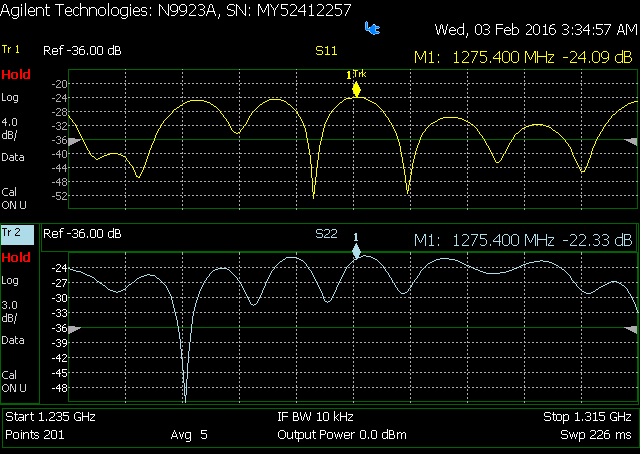 Agilent Technologies: N9923A, SN: MY52412257
Wed, 03 Feb 2016 3:34:57 AM
Tr 1 Ref -36.00 dB S11
M1: 1275.400 MHz -24.09 dB
Hold
1 Trk
Log
4.0
dB/
Data
Cal
ON U
-20
-24
-28
-32
-36
-40
-44
-48
-52
Tr 2 Ref -36.00 dB S22 1
M1: 1275.400 MHz -22.33 dB
Hold
Log
3.0
dB/
Data
Cal
ON U
-24
-27
-30
-33
-36
-39
-42
-45
-48
Start 1.235 GHz IF BW 10 kHz Stop 1.315 GHz
Points 201 Avg 5 Output Power 0.0 dBm Swp 226 ms